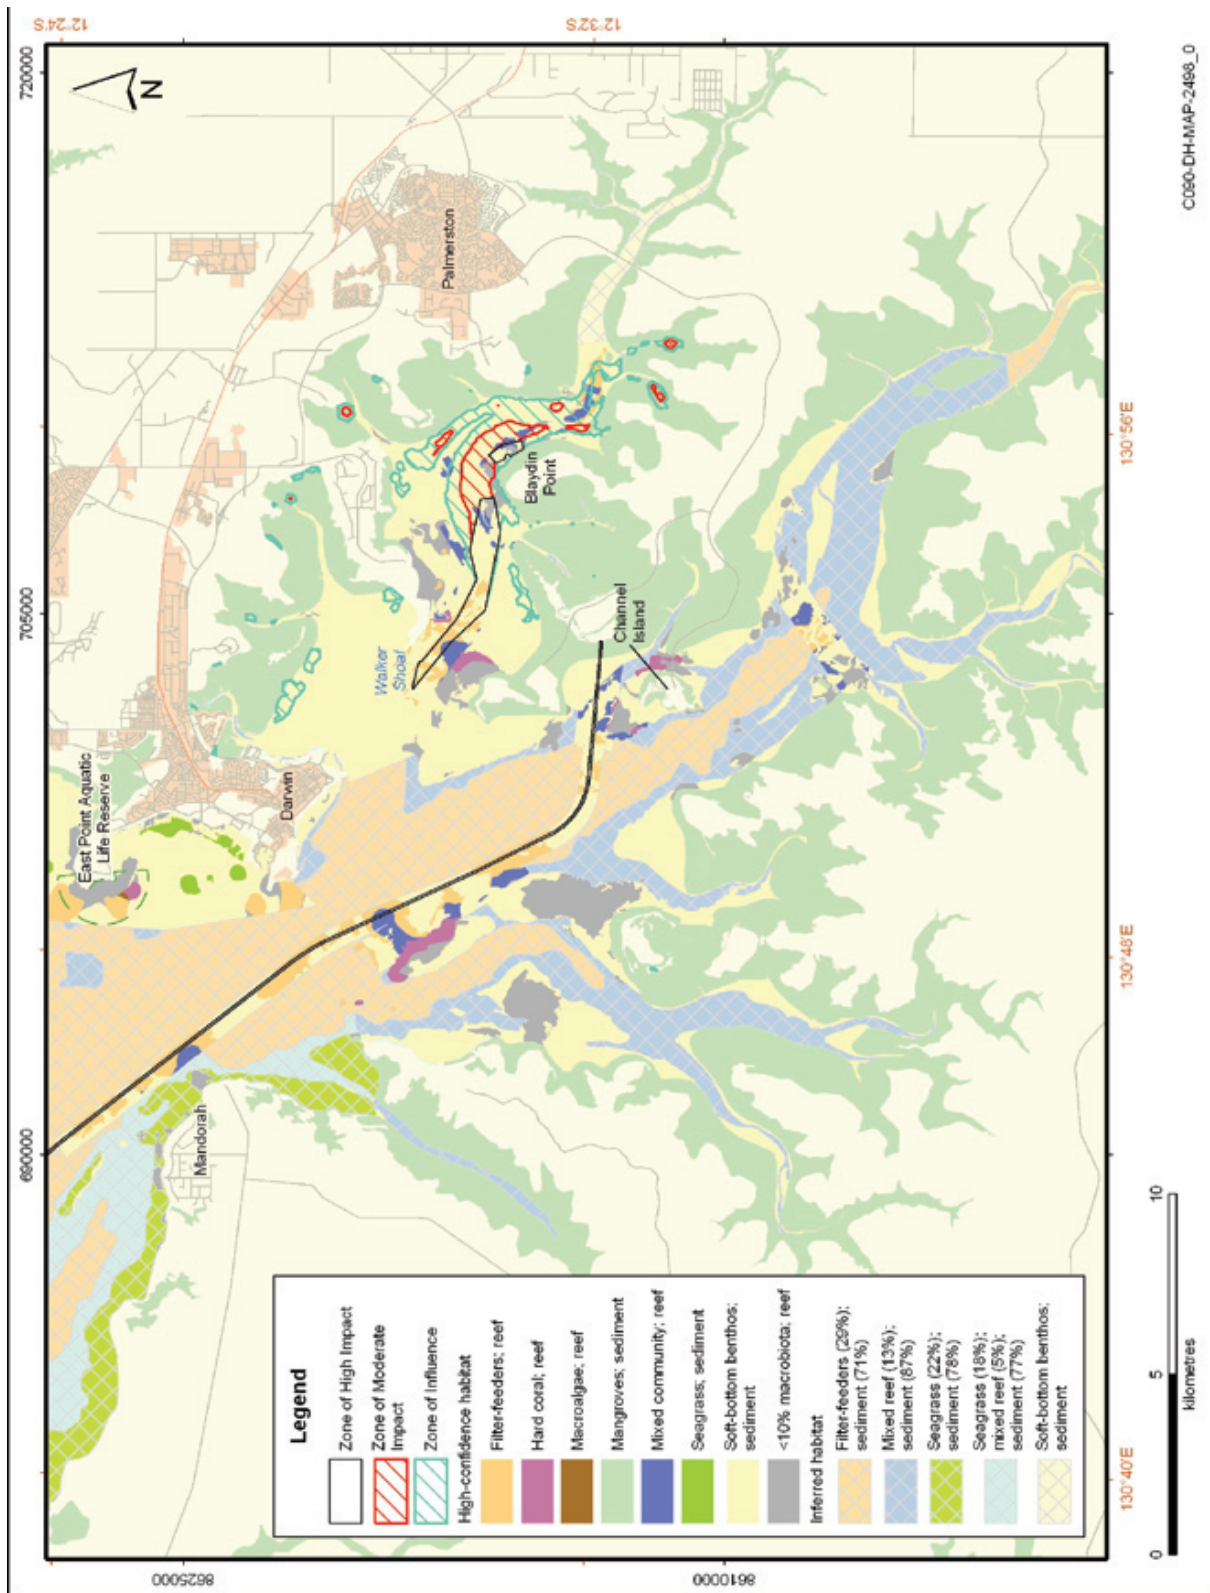 12°24'S
12°32'S
720000
705000
690000
8625000
8610000
130°56'E
130°48'E
130°40'E
N
East Point Aquatic
Life Reserve
Darwin
Palmerston
Walker
Shoal
Blaydin
Point
Channel
Island
Mandorah
Legend
Zone of High Impact
Zone of Moderate
Impact
Zone of Influence
High-confidence habitat
Filter-feeders; reef
Hard coral; reef
Macroalgae; reef
Mangroves; sediment
Mixed community; reef
Seagrass; sediment
Soft-bottom benthos;
sediment
<10% macrobiota; reef
Inferred habitat
Filter-feeders (29%);
sediment (71%)
Mixed reef (13%);
sediment (87%)
Seagrass (22%);
sediment (78%)
Seagrass (18%);
mixed reef (5%);
sediment (77%)
Soft-bottom benthos;
sediment
0 5 10
kilometres
C090-DH-MAP-2498_0